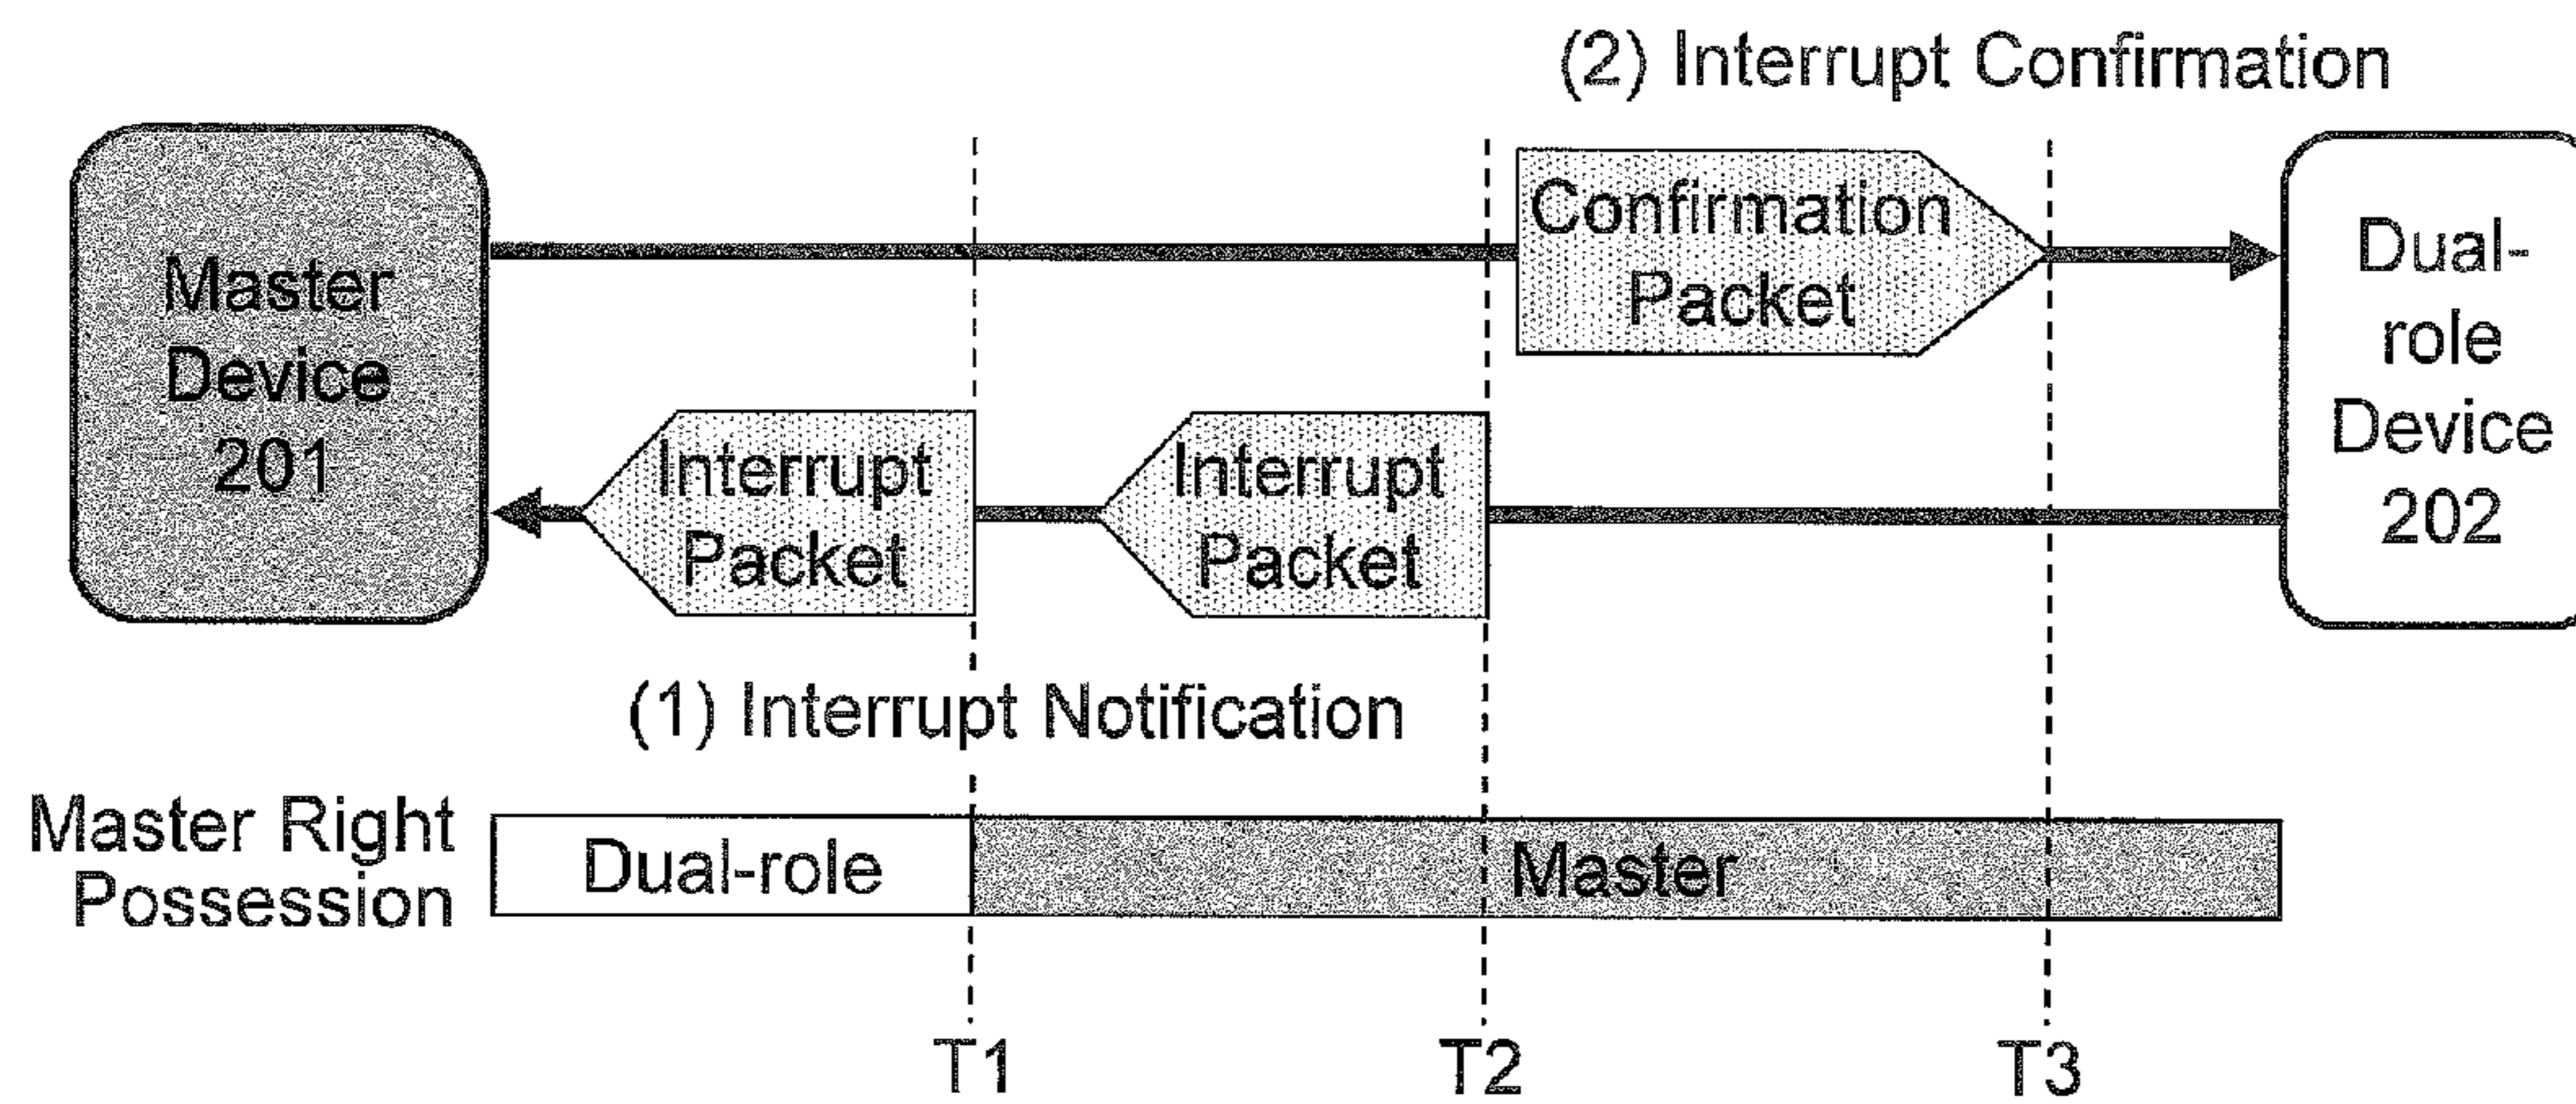 (2) Interrupt Confirmation
Master
Device
201
Confirmation
Packet
Dual-
role
Device
202
Interrupt
Packet
Interrupt
Packet
(1) Interrupt Notification
Master Right
Possession
Dual-role
Master
T1
T2
T3